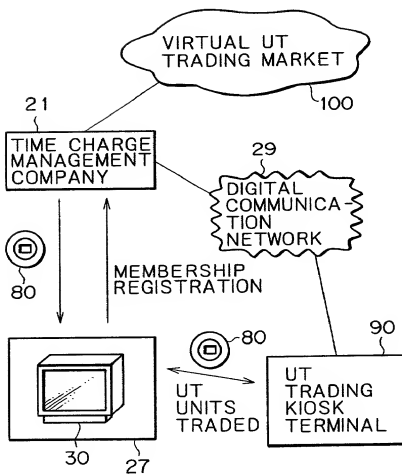 VIRTUAL UT
TRADING MARKET
100
21
TIME CHARGE
MANAGEMENT
COMPANY
29
DIGITAL
COMMUNICA-
TION
NETWORK
80
MEMBERSHIP
REGISTRATION
80
90
UT
UNITS
TRADED
UT
TRADING
KIOSK
TERMINAL
30
27